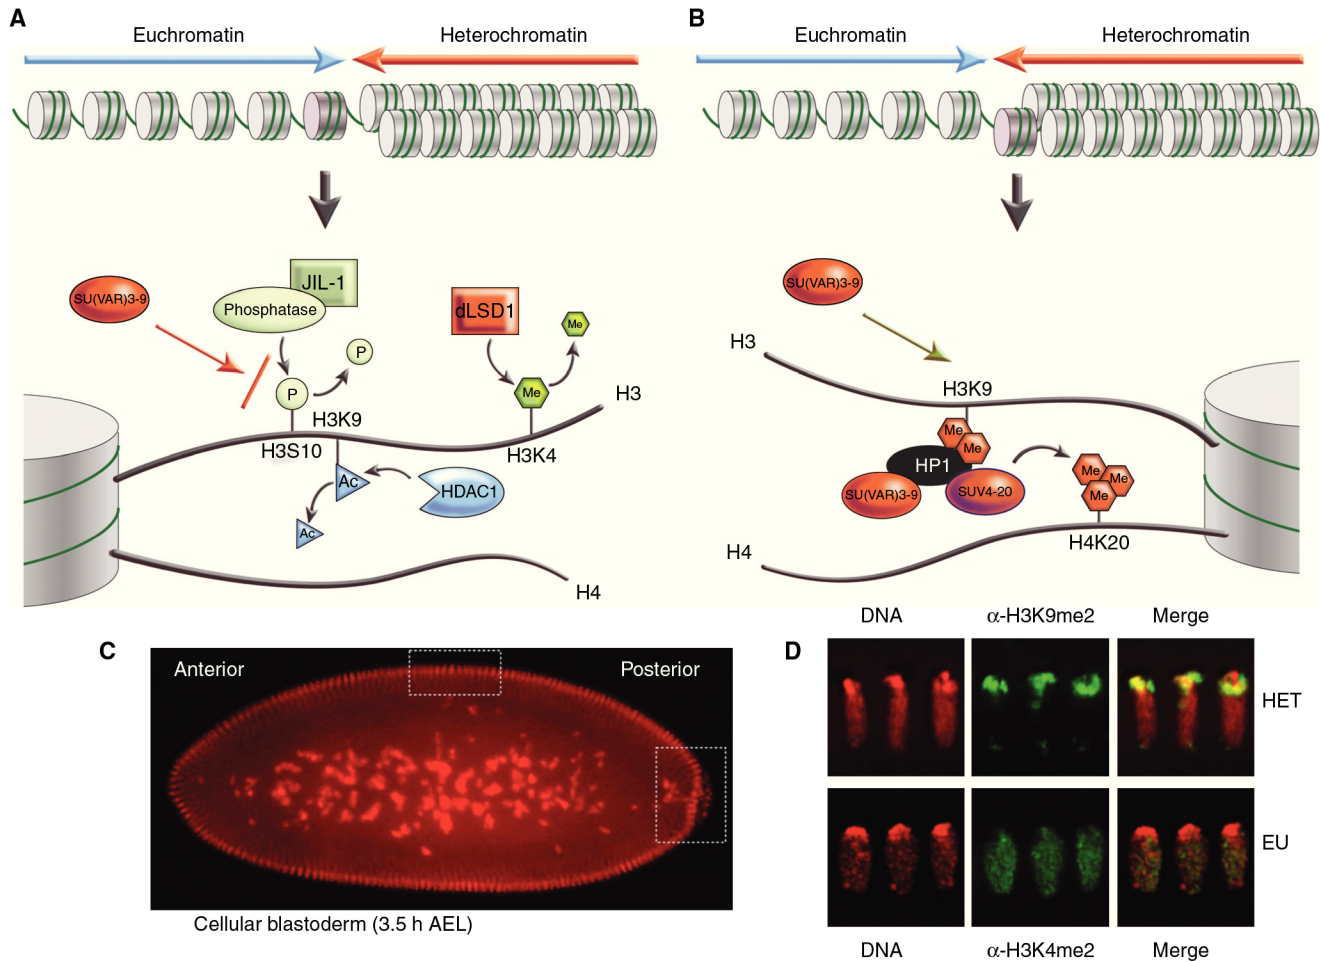 A
Euchromatin
Heterochromatin
SU(VAR)3-9
JIL-1
Phosphatase
P
P
dLSD1
Me
Me
H3
H3K9
H3S10
H3K4
Ac
HDAC1
Ac
H4
B
Euchromatin
Heterochromatin
SU(VAR)3-9
H3
H3K9
Me
Me
HP1
SU(VAR)3-9
SUV4-20
Me
Me
Me
H4K20
H4
C
Anterior
Posterior
Cellular blastoderm (3.5 h AEL)
D
DNA
α-H3K9me2
Merge
HET
EU
DNA
α-H3K4me2
Merge